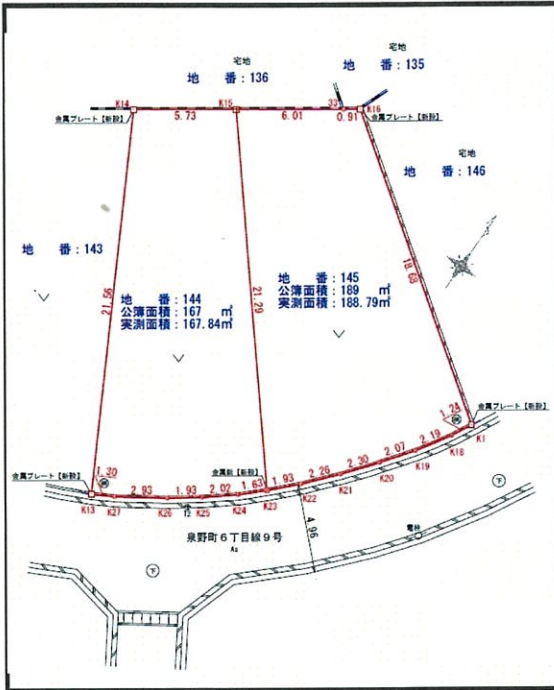 宅地
地 番：135
宅地
地 番：136
K14
K15
33
K16
金属プレート【新設】
5.73
6.01
0.91
金属プレート【新設】
宅地
地 番：146
地 番：143
21.56
21.29
18.68
地 番：144
公簿面積：167 ㎡
実測面積：167.84㎡
地 番：145
公簿面積：189 ㎡
実測面積：188.79㎡
金属プレート【新設】
1.24
K1
K18
2.19
K19
2.07
K20
2.30
K21
2.26
K22
1.93
金属鋲【新設】
K23
1.63
K24
2.02
K25
1.93
12
K26
2.93
K27
1.30
K13
金属プレート【新設】
4.96
泉野町6丁目線9号
As
電柱
下
下